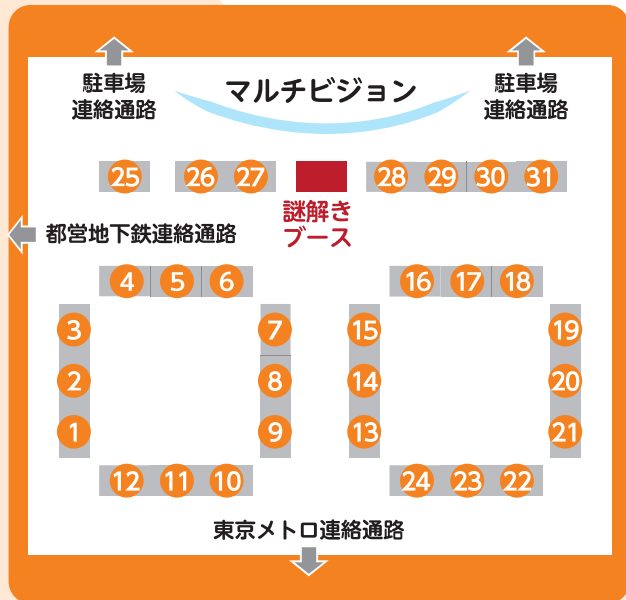 駐車場
連絡通路
マルチビジョン
駐車場
連絡通路
25 26 27 28 29 30 31
謎解き
ブース
都営地下鉄連絡通路
4 5 6 16 17 18
3 7 15 19
2 8 14 20
1 9 13 21
12 11 10 24 23 22
東京メトロ連絡通路